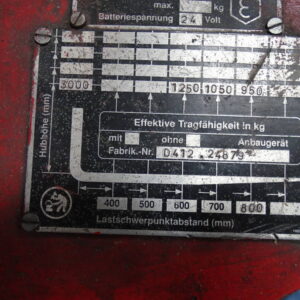 max. kg
Batteriespannung 24 Volt
Hubhöhe (mm)
3000 1250 1050 950
Effektive Tragfähigkeit in kg
mit ohne Anbaugerät
Fabrik.-Nr. D412
400 500 600 700 800
Lastschwerpunktabstand (mm)